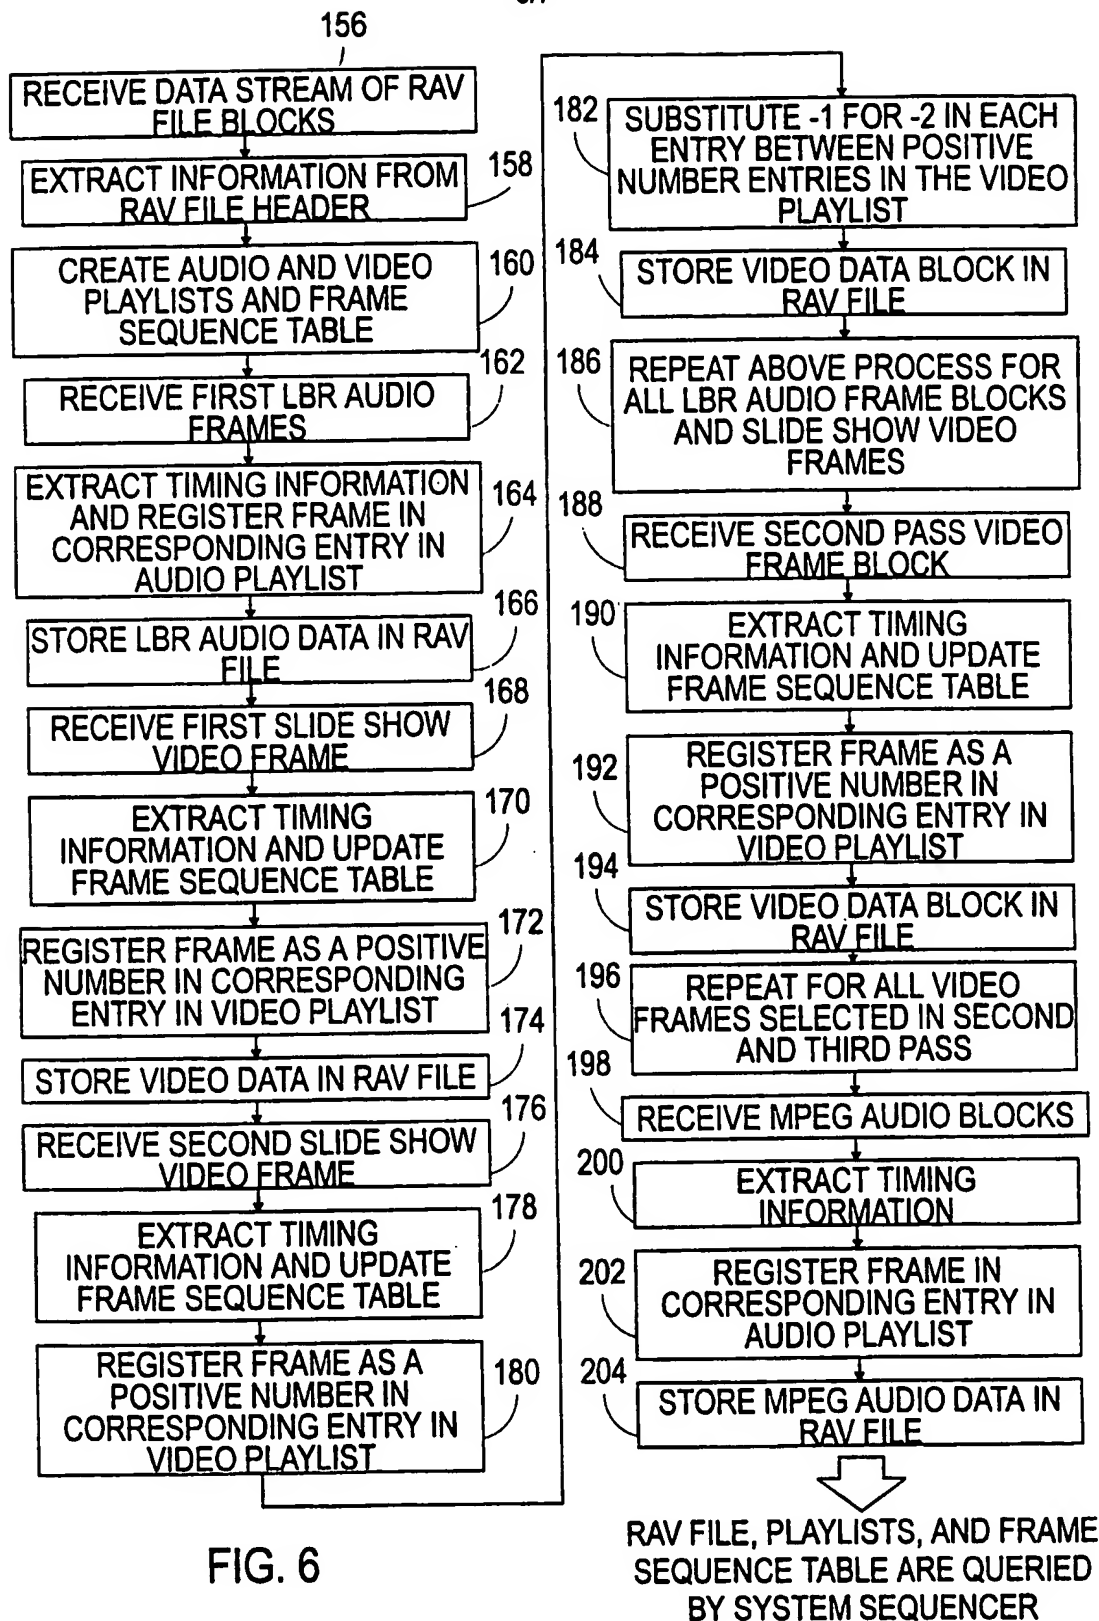 156
RECEIVE DATA STREAM OF RAV
FILE BLOCKS
EXTRACT INFORMATION FROM
RAV FILE HEADER
158
CREATE AUDIO AND VIDEO
PLAYLISTS AND FRAME
SEQUENCE TABLE
160
RECEIVE FIRST LBR AUDIO
FRAMES
162
EXTRACT TIMING INFORMATION
AND REGISTER FRAME IN
CORRESPONDING ENTRY IN
AUDIO PLAYLIST
164
STORE LBR AUDIO DATA IN RAV
FILE
166
RECEIVE FIRST SLIDE SHOW
VIDEO FRAME
168
EXTRACT TIMING
INFORMATION AND UPDATE
FRAME SEQUENCE TABLE
170
REGISTER FRAME AS A POSITIVE
NUMBER IN CORRESPONDING
ENTRY IN VIDEO PLAYLIST
172
STORE VIDEO DATA IN RAV FILE
174
RECEIVE SECOND SLIDE SHOW
VIDEO FRAME
176
EXTRACT TIMING
INFORMATION AND UPDATE
FRAME SEQUENCE TABLE
178
REGISTER FRAME AS A
POSITIVE NUMBER IN
CORRESPONDING ENTRY IN
VIDEO PLAYLIST
180
182
SUBSTITUTE -1 FOR -2 IN EACH
ENTRY BETWEEN POSITIVE
NUMBER ENTRIES IN THE VIDEO
PLAYLIST
184
STORE VIDEO DATA BLOCK IN
RAV FILE
186
REPEAT ABOVE PROCESS FOR
ALL LBR AUDIO FRAME BLOCKS
AND SLIDE SHOW VIDEO
FRAMES
188
RECEIVE SECOND PASS VIDEO
FRAME BLOCK
190
EXTRACT TIMING
INFORMATION AND UPDATE
FRAME SEQUENCE TABLE
192
REGISTER FRAME AS A
POSITIVE NUMBER IN
CORRESPONDING ENTRY IN
VIDEO PLAYLIST
194
STORE VIDEO DATA BLOCK IN
RAV FILE
196
REPEAT FOR ALL VIDEO
FRAMES SELECTED IN SECOND
AND THIRD PASS
198
RECEIVE MPEG AUDIO BLOCKS
200
EXTRACT TIMING
INFORMATION
202
REGISTER FRAME IN
CORRESPONDING ENTRY IN
AUDIO PLAYLIST
204
STORE MPEG AUDIO DATA IN
RAV FILE
RAV FILE, PLAYLISTS, AND FRAME
SEQUENCE TABLE ARE QUERIED
BY SYSTEM SEQUENCER
FIG. 6